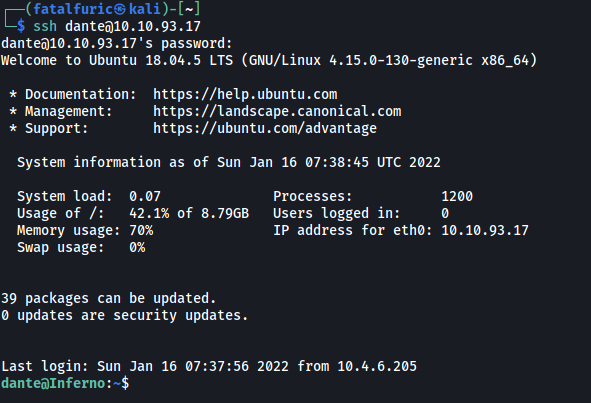 ┌──(fatalfuric㉿kali)-[~]
└─$ ssh dante@10.10.93.17
dante@10.10.93.17's password:
Welcome to Ubuntu 18.04.5 LTS (GNU/Linux 4.15.0-130-generic x86_64)
* Documentation:  https://help.ubuntu.com
* Management:     https://landscape.canonical.com
* Support:        https://ubuntu.com/advantage
System information as of Sun Jan 16 07:38:45 UTC 2022
System load:  0.07              Processes:           1200
Usage of /:   42.1% of 8.79GB   Users logged in:     0
Memory usage: 70%               IP address for eth0: 10.10.93.17
Swap usage:   0%
39 packages can be updated.
0 updates are security updates.
Last login: Sun Jan 16 07:37:56 2022 from 10.4.6.205
dante@Inferno:~$